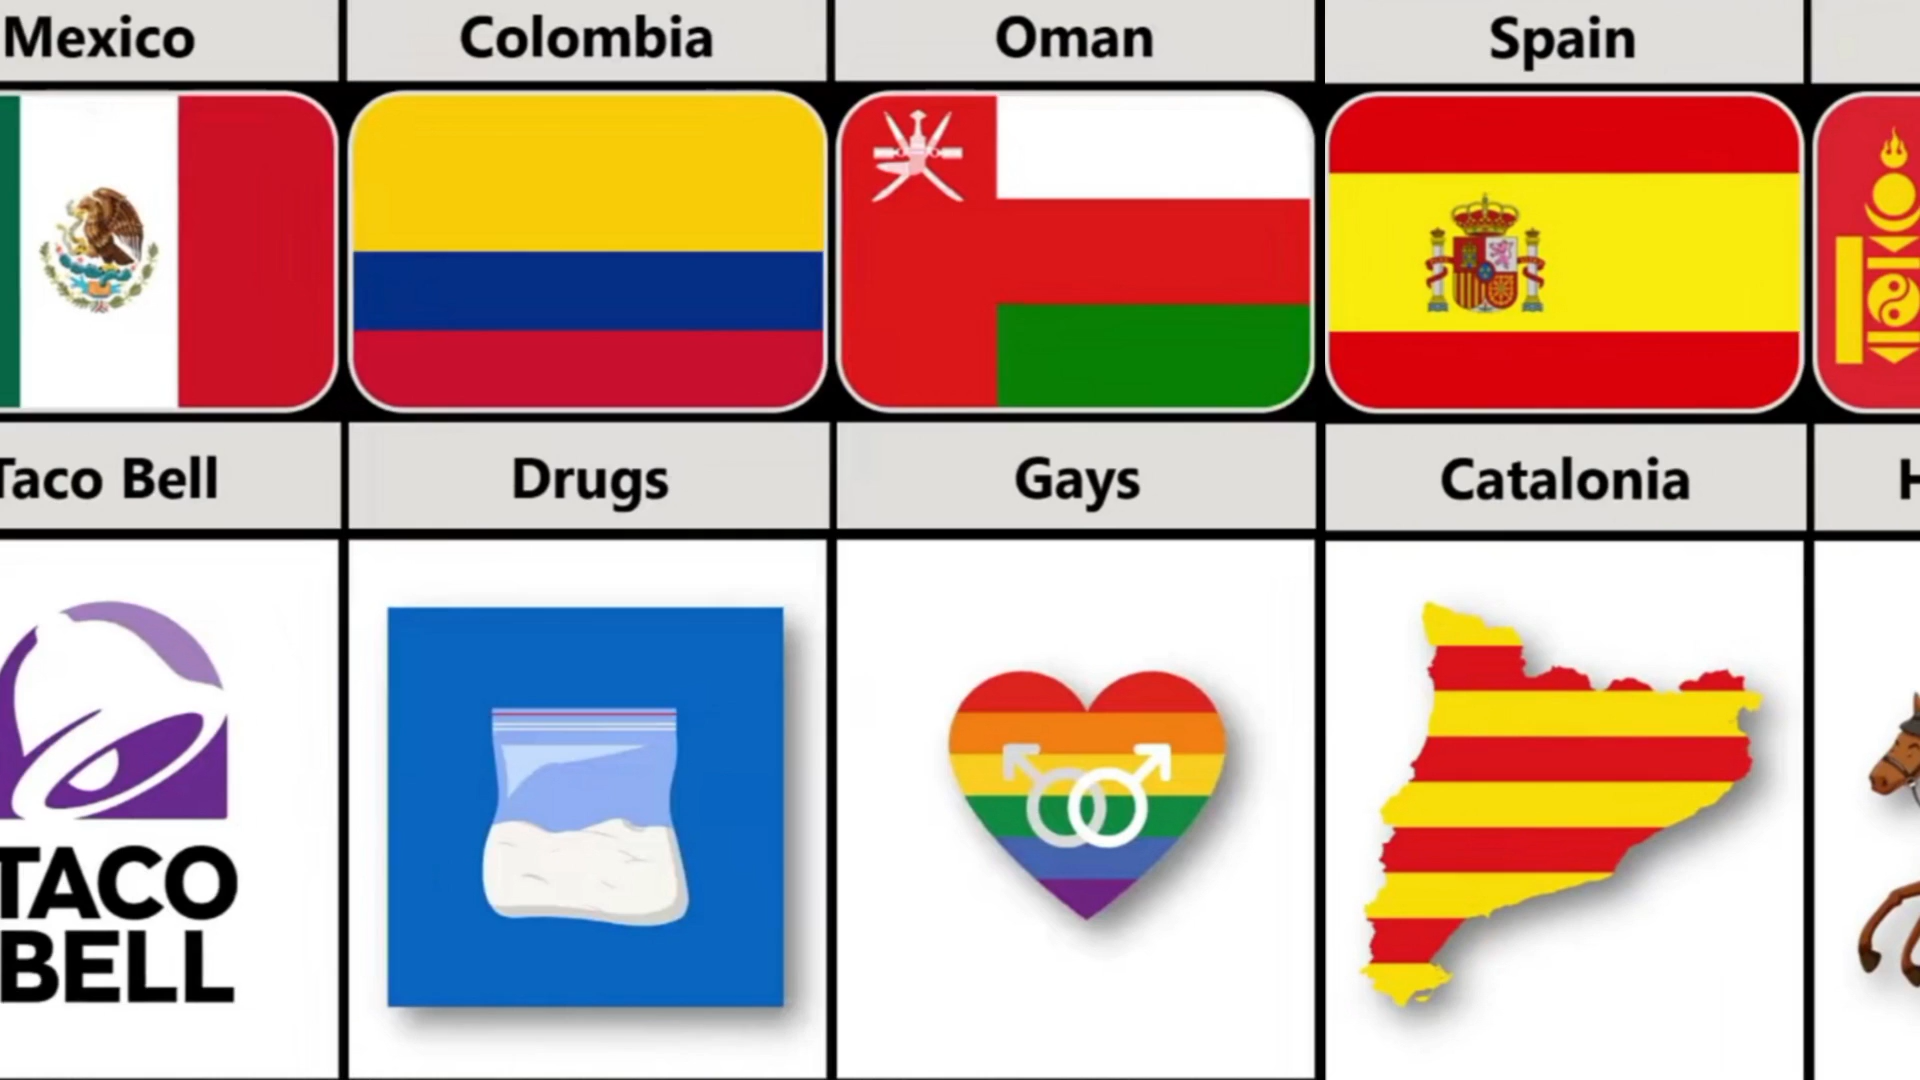 Mexico
Colombia
Oman
Spain
Taco Bell
Drugs
Gays
Catalonia
H
TACO
BELL